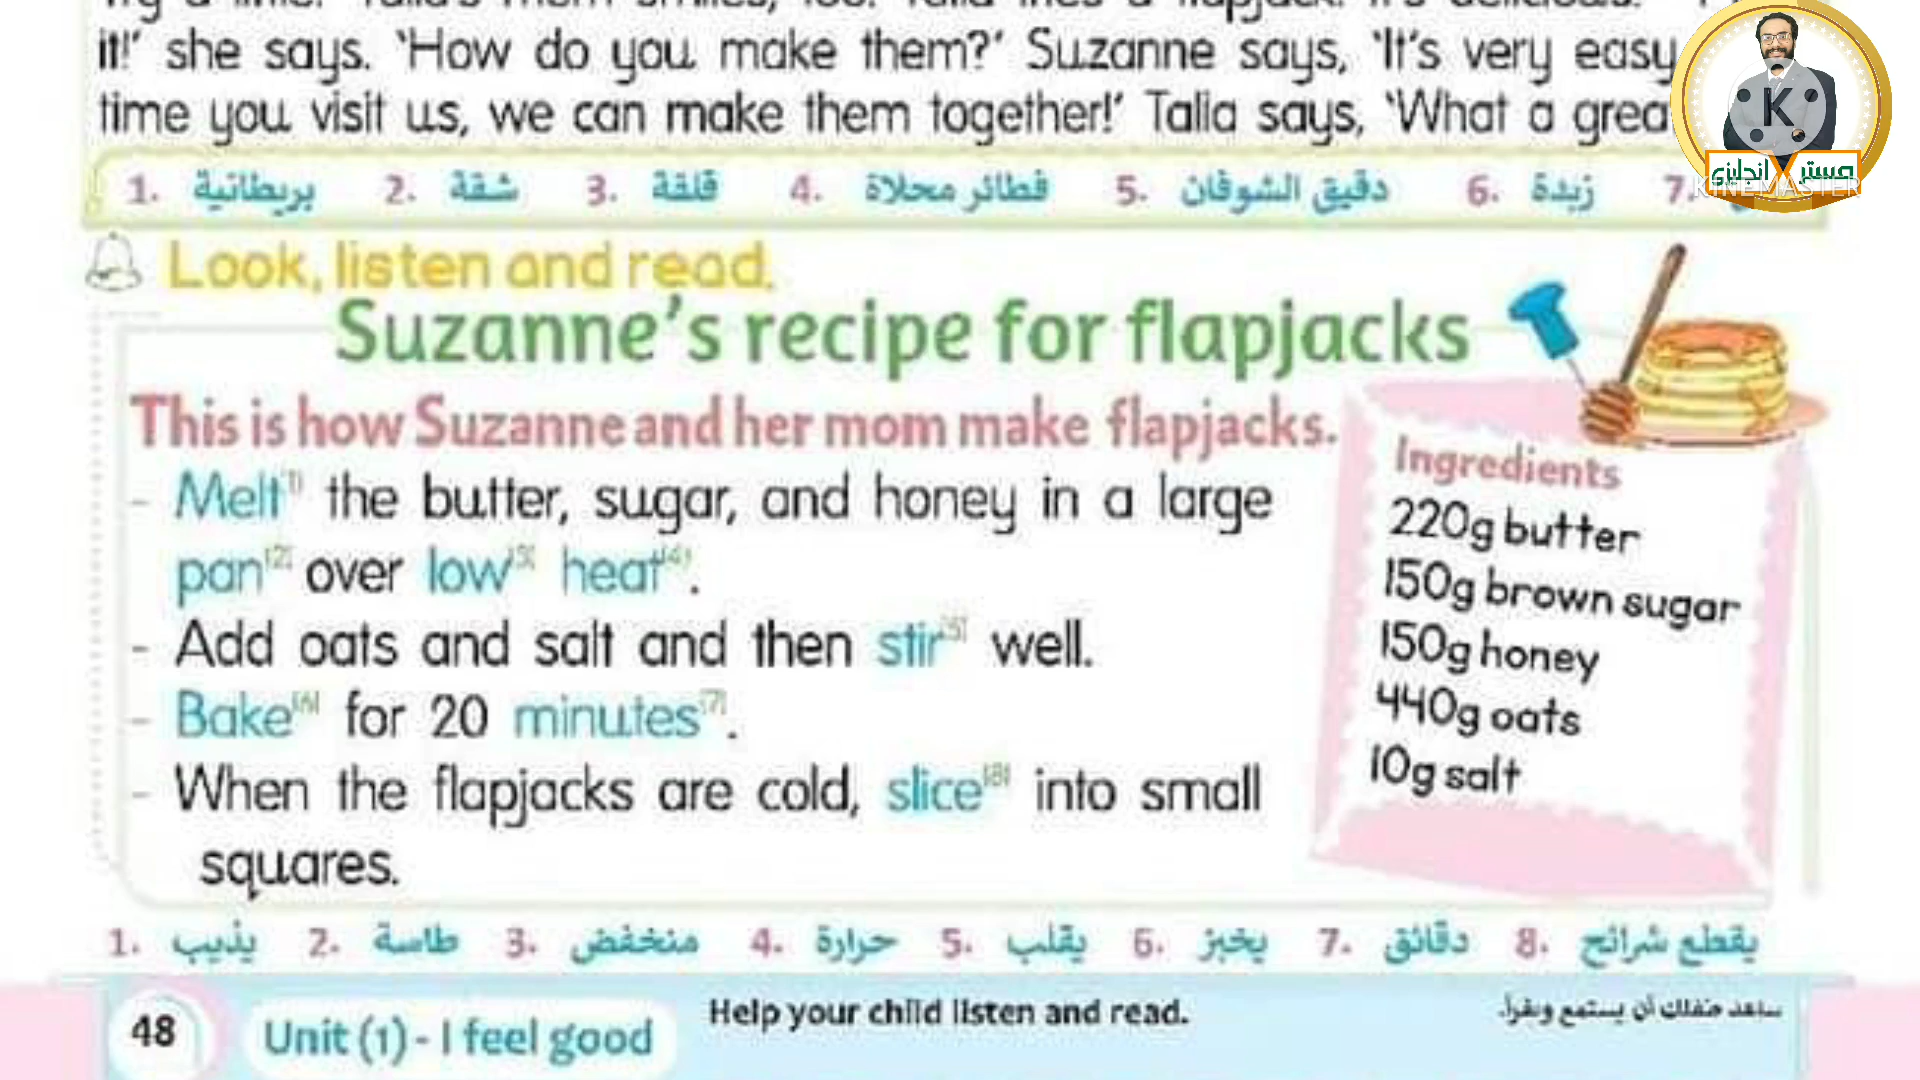 it!' she says. 'How do you make them?' Suzanne says, 'It's very easy
time you visit us, we can make them together!' Talia says, 'What a grea
1. بريطانية 2. شقة 3. قلقة 4. فطائر محلاة 5. دقيق الشوفان 6. زبدة 7.
K
مستر X انجليزي
KINEMASTER
Look, listen and read.
Suzanne's recipe for flapjacks
This is how Suzanne and her mom make flapjacks.
- Melt[1] the butter, sugar, and honey in a large
pan[2] over low[3] heat[4].
- Add oats and salt and then stir[5] well.
- Bake[6] for 20 minutes[7].
- When the flapjacks are cold, slice[8] into small
squares.
Ingredients
220g butter
150g brown sugar
150g honey
440g oats
10g salt
1. يذيب 2. طاسة 3. منخفض 4. حرارة 5. يقلب 6. يخبز 7. دقائق 8. يقطع شرائح
48 Unit (1) - I feel good
Help your child listen and read.
ساعد طفلك أن يستمع ويقرأ.